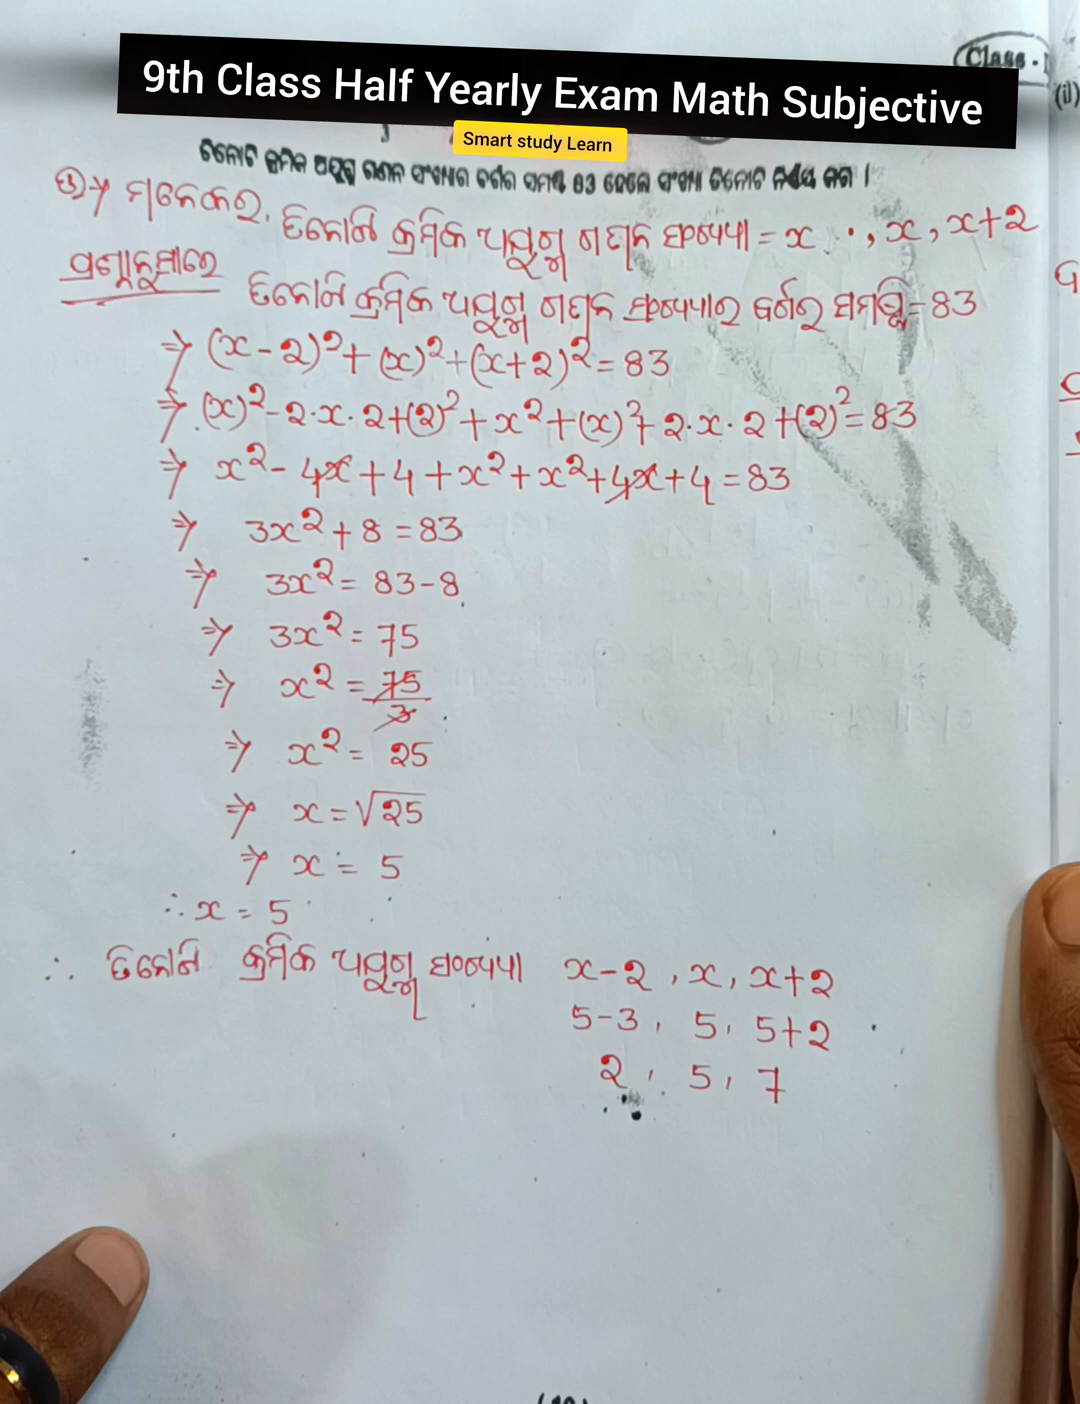 Class - I
(ii)
9th Class Half Yearly Exam Math Subjective
Smart study Learn
ତିନୋଟି କ୍ରମିକ ଅଯୁଗ୍ମ ଗଣନ ସଂଖ୍ୟାର ବର୍ଗର ସମଷ୍ଟି 83 ହେଲେ ସଂଖ୍ୟା ତିନୋଟି ନିର୍ଣ୍ଣୟ କର ।
ଉ→ ମନେକର, ତିନୋଟି କ୍ରମିକ ଅଯୁଗ୍ମ ଗଣନ ସଂଖ୍ୟା = x , x, x+2
ପ୍ରଶ୍ନାନୁସାରେ
ତିନୋଟି କ୍ରମିକ ଅଯୁଗ୍ମ ଗଣନ ସଂଖ୍ୟାର ବର୍ଗର ସମଷ୍ଟି = 83
⇒ (x-2)² + (x)² + (x+2)² = 83
⇒ (x)² - 2·x·2 + (2)² + x² + (x)² + 2·x·2 + (2)² = 83
⇒ x² - 4x + 4 + x² + x² + 4x + 4 = 83
⇒ 3x² + 8 = 83
⇒ 3x² = 83 - 8
⇒ 3x² = 75
⇒ x² = 75/3
⇒ x² = 25
⇒ x = √25
⇒ x = 5
∴ x = 5
∴ ତିନୋଟି କ୍ରମିକ ଅଯୁଗ୍ମ ସଂଖ୍ୟା x-2, x, x+2
5-3, 5, 5+2
2, 5, 7